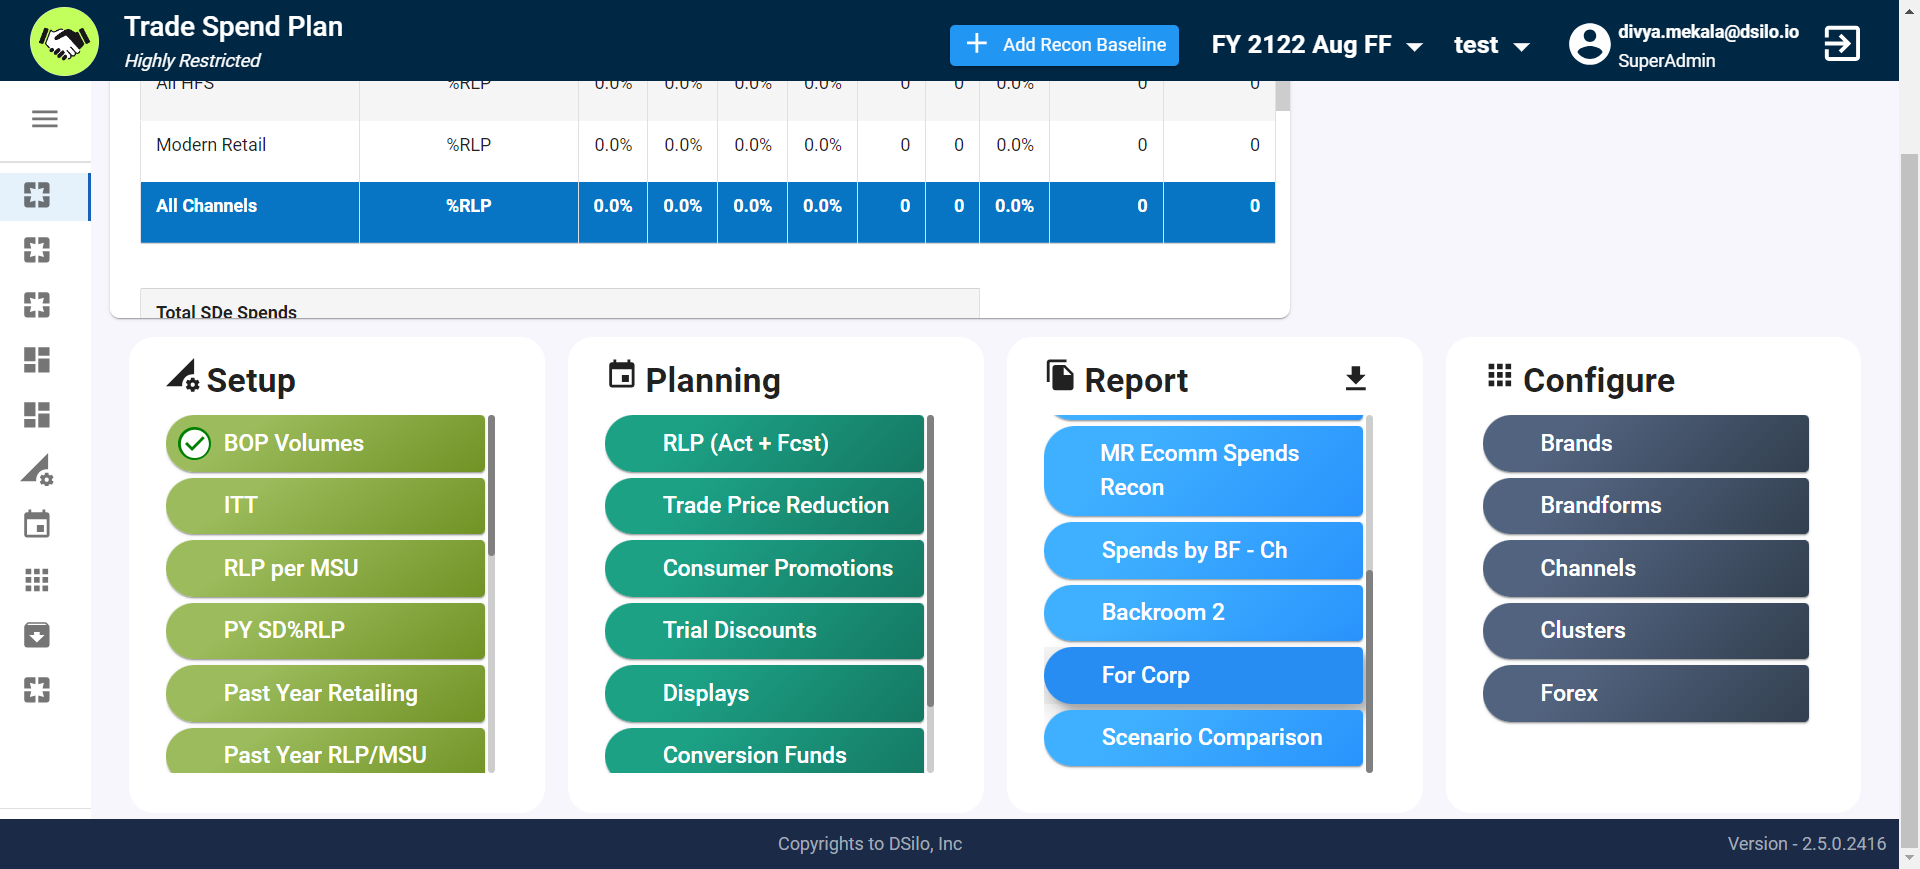 Trade Spend Plan
Highly Restricted
Add Recon Baseline
FY 2122 Aug FF
test
divya.mekala@dsilo.io
SuperAdmin
All HFS %RLP 0.0% 0.0% 0.0% 0.0% 0 0 0.0% 0 0
Modern Retail %RLP 0.0% 0.0% 0.0% 0.0% 0 0 0.0% 0 0
All Channels %RLP 0.0% 0.0% 0.0% 0.0% 0 0 0.0% 0 0
Total SDe Spends
Setup
BOP Volumes
ITT
RLP per MSU
PY SD%RLP
Past Year Retailing
Past Year RLP/MSU
Planning
RLP (Act + Fcst)
Trade Price Reduction
Consumer Promotions
Trial Discounts
Displays
Conversion Funds
Report
MR Ecomm Spends
Recon
Spends by BF - Ch
Backroom 2
For Corp
Scenario Comparison
Configure
Brands
Brandforms
Channels
Clusters
Forex
Copyrights to DSilo, Inc
Version - 2.5.0.2416